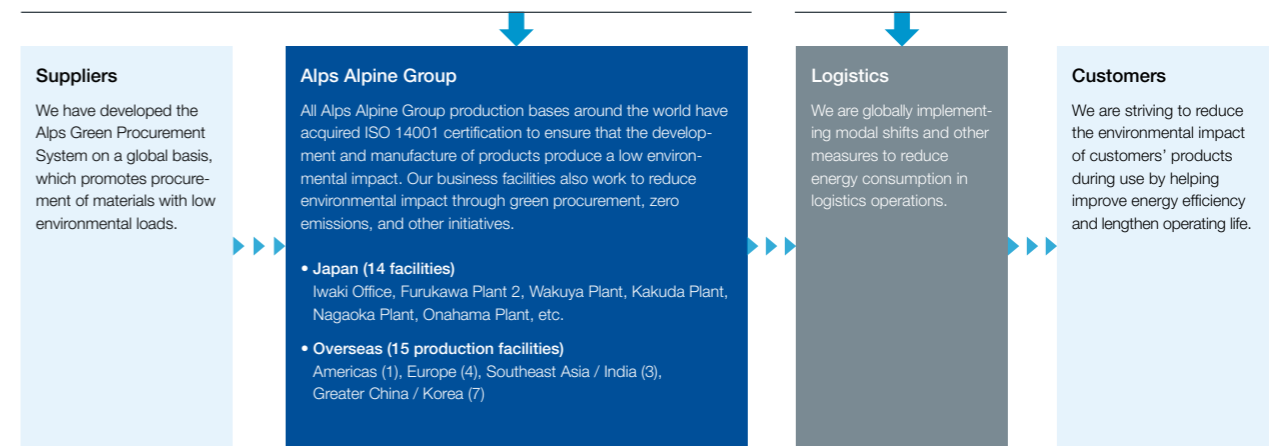 Suppliers
We have developed the
Alps Green Procurement
System on a global basis,
which promotes procure-
ment of materials with low
environmental loads.
Alps Alpine Group
All Alps Alpine Group production bases around the world have
acquired ISO 14001 certification to ensure that the develop-
ment and manufacture of products produce a low environ-
mental impact. Our business facilities also work to reduce
environmental impact through green procurement, zero
emissions, and other initiatives.
• Japan (14 facilities)
Iwaki Office, Furukawa Plant 2, Wakuya Plant, Kakuda Plant,
Nagaoka Plant, Onahama Plant, etc.
• Overseas (15 production facilities)
Americas (1), Europe (4), Southeast Asia / India (3),
Greater China / Korea (7)
Logistics
We are globally implement-
ing modal shifts and other
measures to reduce
energy consumption in
logistics operations.
Customers
We are striving to reduce
the environmental impact
of customers’ products
during use by helping
improve energy efficiency
and lengthen operating life.